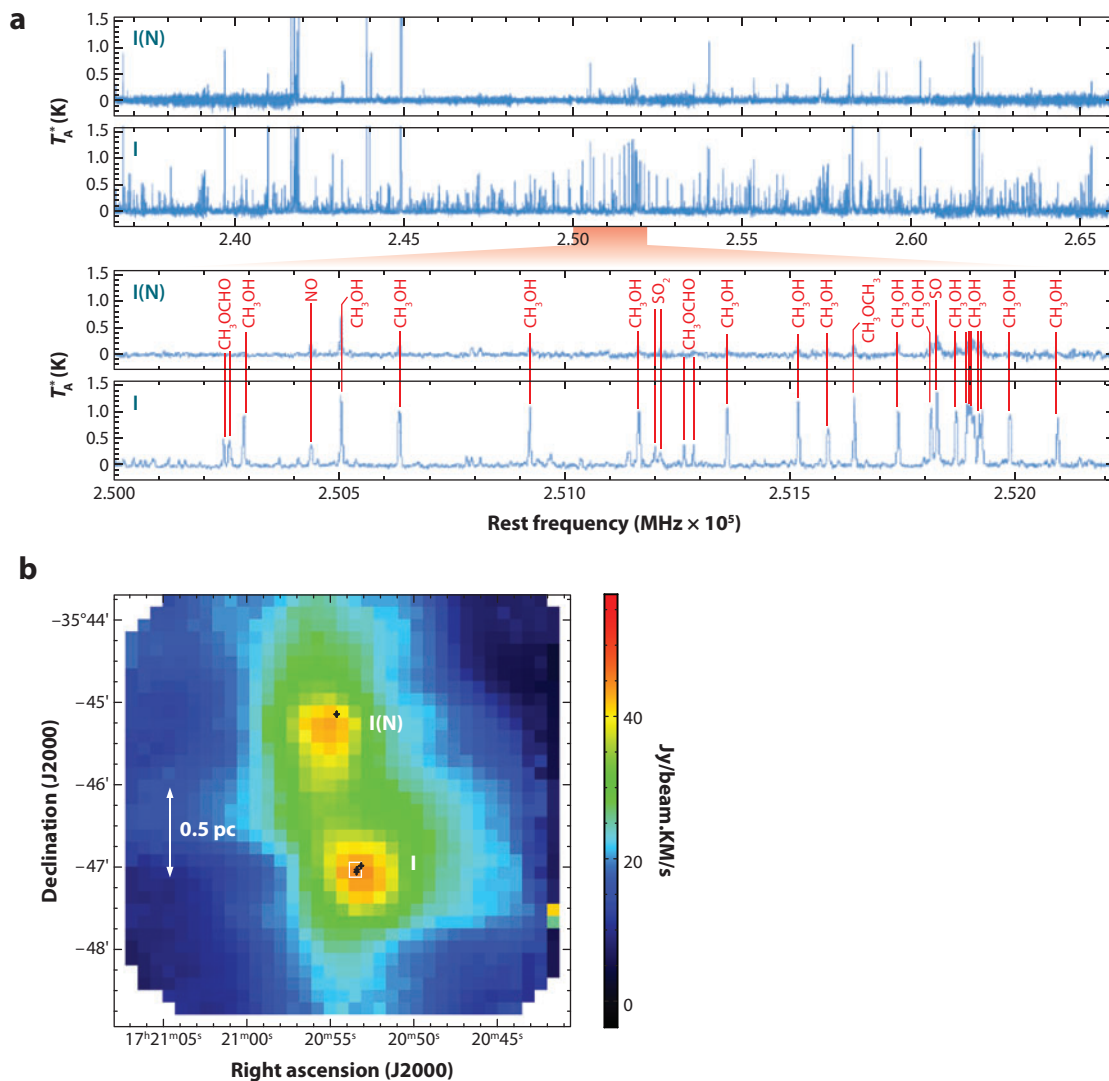 a
I(N)
1.5
1.0
0.5
0
T*A (K)
I
1.5
1.0
0.5
0
2.40 2.45 2.50 2.55 2.60 2.65
I(N)
1.5
1.0
0.5
0
CH3OCHO
CH3OH
NO
CH3OH
CH3OH
CH3OH
CH3OH
SO2
CH3OCHO
CH3OH
CH3OH
CH3OH
CH3OCH3
CH3OH
CH3OH
SO
CH3OH
CH3OH
CH3OH
CH3OH
T*A (K)
I
1.5
1.0
0.5
0
2.500 2.505 2.510 2.515 2.520
Rest frequency (MHz × 10⁵)
b
–35°44′
–45′
–46′
–47′
–48′
Declination (J2000)
I(N)
I
0.5 pc
17h21m05s 21m00s 20m55s 20m50s 20m45s
Right ascension (J2000)
40
20
0
Jy/beam.KM/s